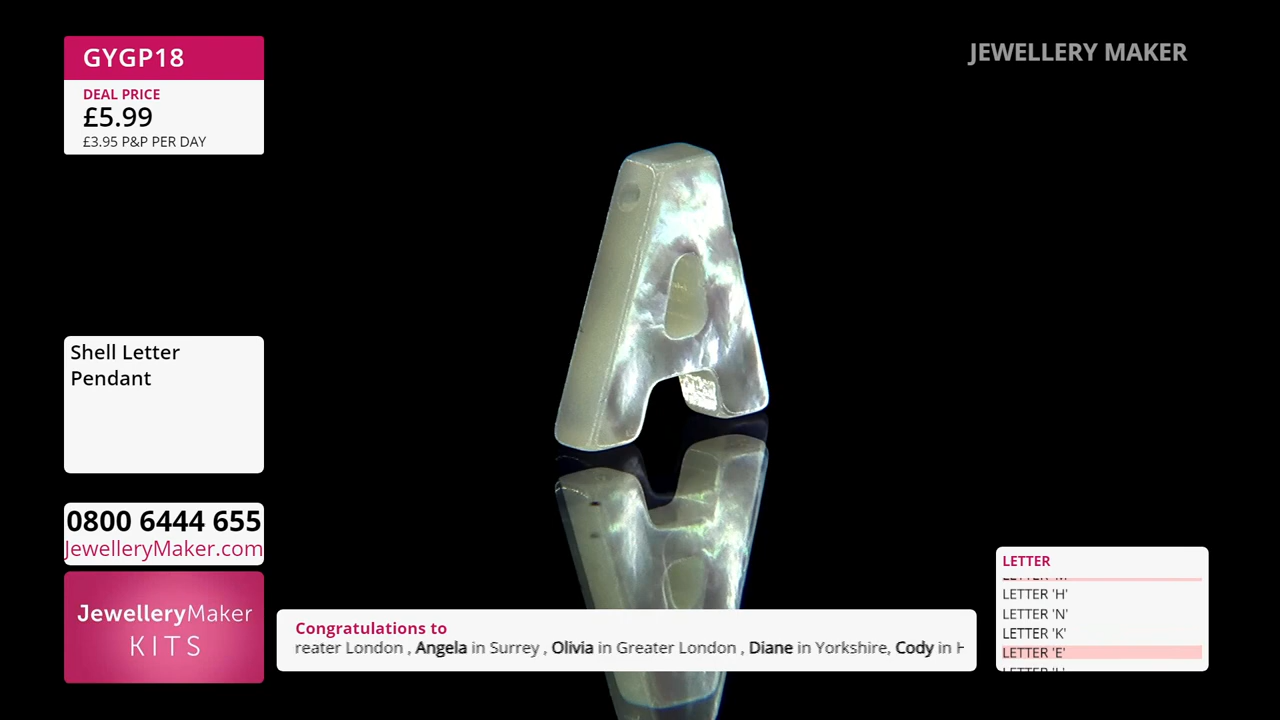 GYGP18
DEAL PRICE
£5.99
£3.95 P&P PER DAY
JEWELLERY MAKER
Shell Letter
Pendant
0800 6444 655
JewelleryMaker.com
JewelleryMaker
KITS
Congratulations to
reater London , Angela in Surrey , Olivia in Greater London , Diane in Yorkshire, Cody in H
LETTER
LETTER 'M'
LETTER 'H'
LETTER 'N'
LETTER 'K'
LETTER 'E'